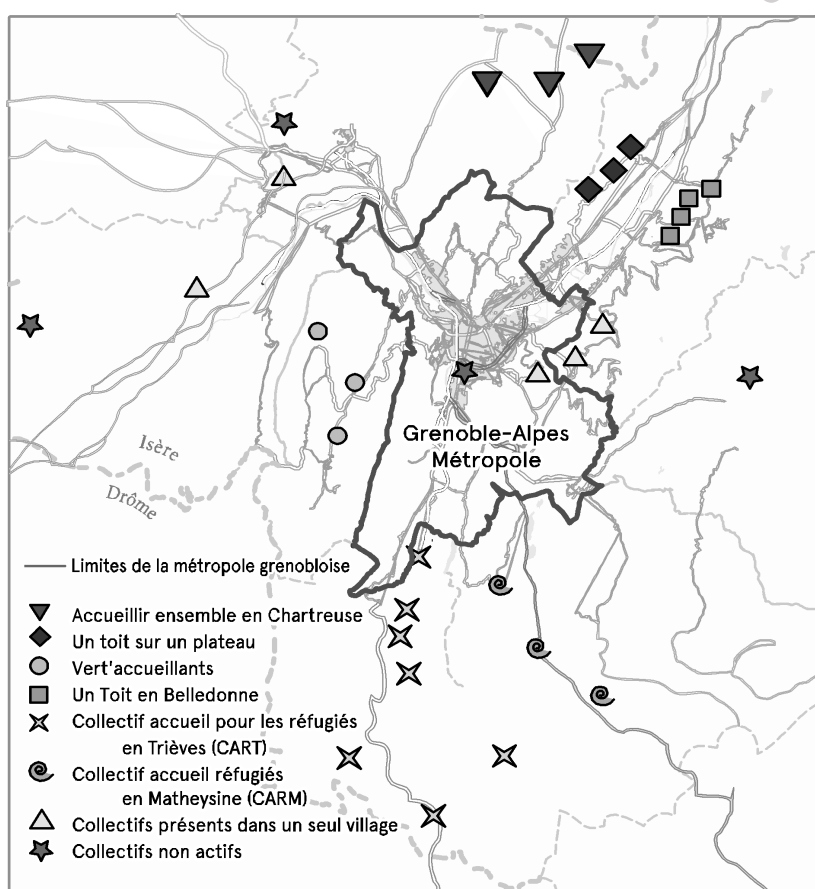 Isère
Drôme
Grenoble-Alpes
Métropole
Limites de la métropole grenobloise
Accueillir ensemble en Chartreuse
Un toit sur un plateau
Vert'accueillants
Un Toit en Belledonne
Collectif accueil pour les réfugiés
en Trièves (CART)
Collectif accueil réfugiés
en Matheysine (CARM)
Collectifs présents dans un seul village
Collectifs non actifs